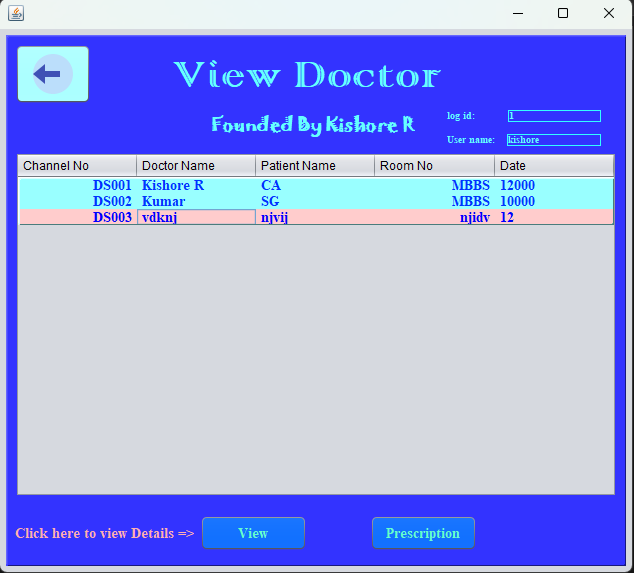 View Doctor
Founded By Kishore R
log id: 1
User name: kishore
Channel No Doctor Name Patient Name Room No Date
DS001 Kishore R CA MBBS 12000
DS002 Kumar SG MBBS 10000
DS003 vdknj njvij njidv 12
Click here to view Details => View Prescription